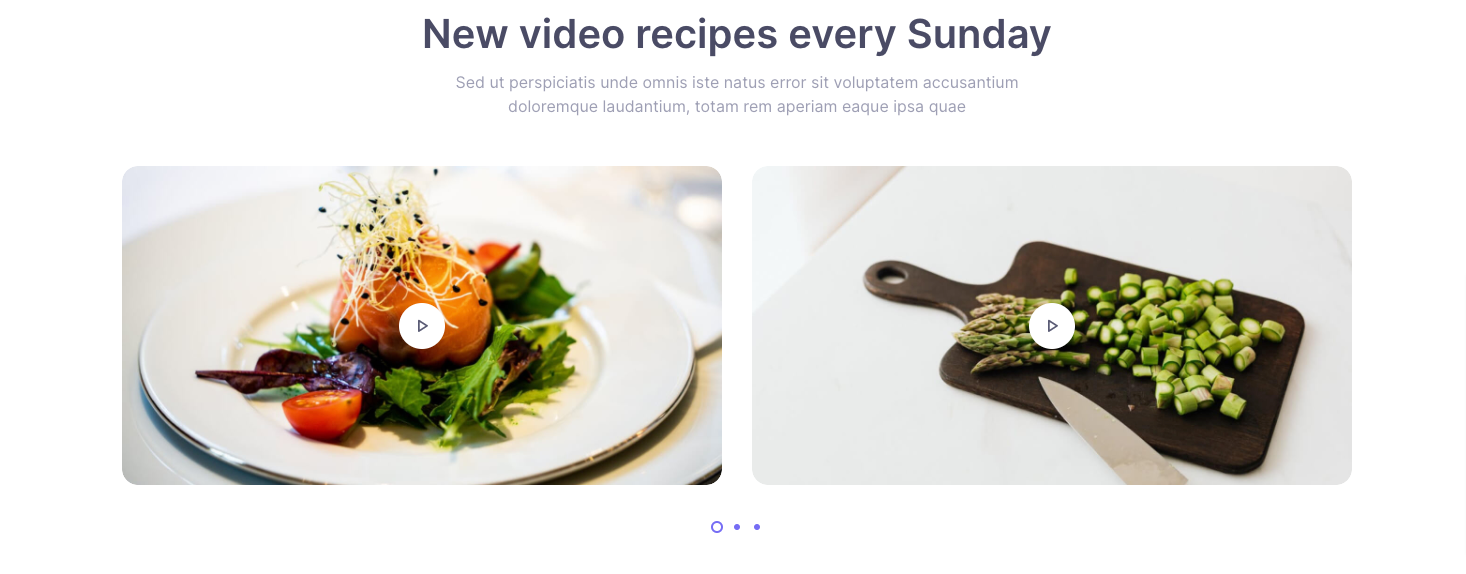 New video recipes every Sunday
Sed ut perspiciatis unde omnis iste natus error sit voluptatem accusantium
doloremque laudantium, totam rem aperiam eaque ipsa quae